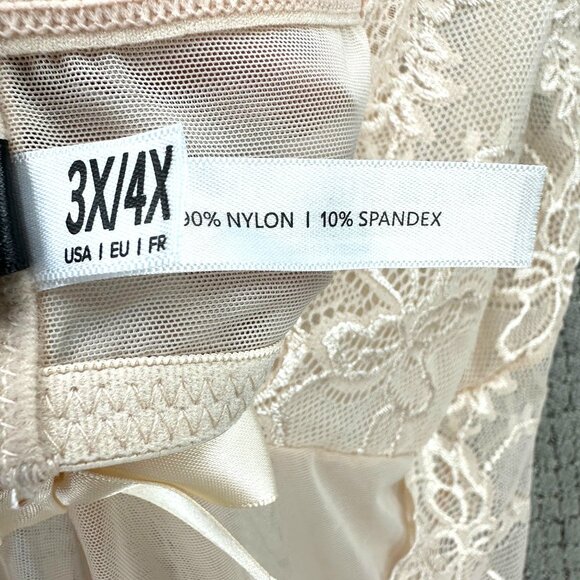 3X/4X
USA | EU | FR
90% NYLON | 10% SPANDEX